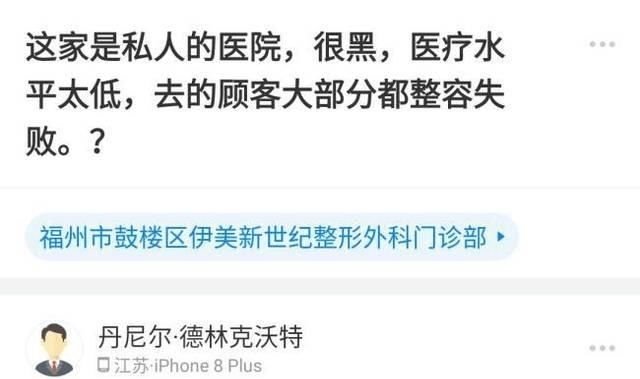 这家是私人的医院，很黑，医疗水
平太低，去的顾客大部分都整容失
败。？
福州市鼓楼区伊美新世纪整形外科门诊部
丹尼尔·德林克沃特
江苏·iPhone 8 Plus